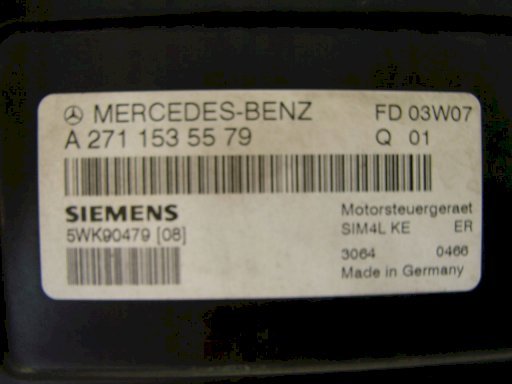 MERCEDES-BENZ FD 03W07
A 271 153 55 79 Q 01
SIEMENS Motorsteuergeraet
5WK90479 [08] SIM4L KE ER
3064 0466
Made in Germany